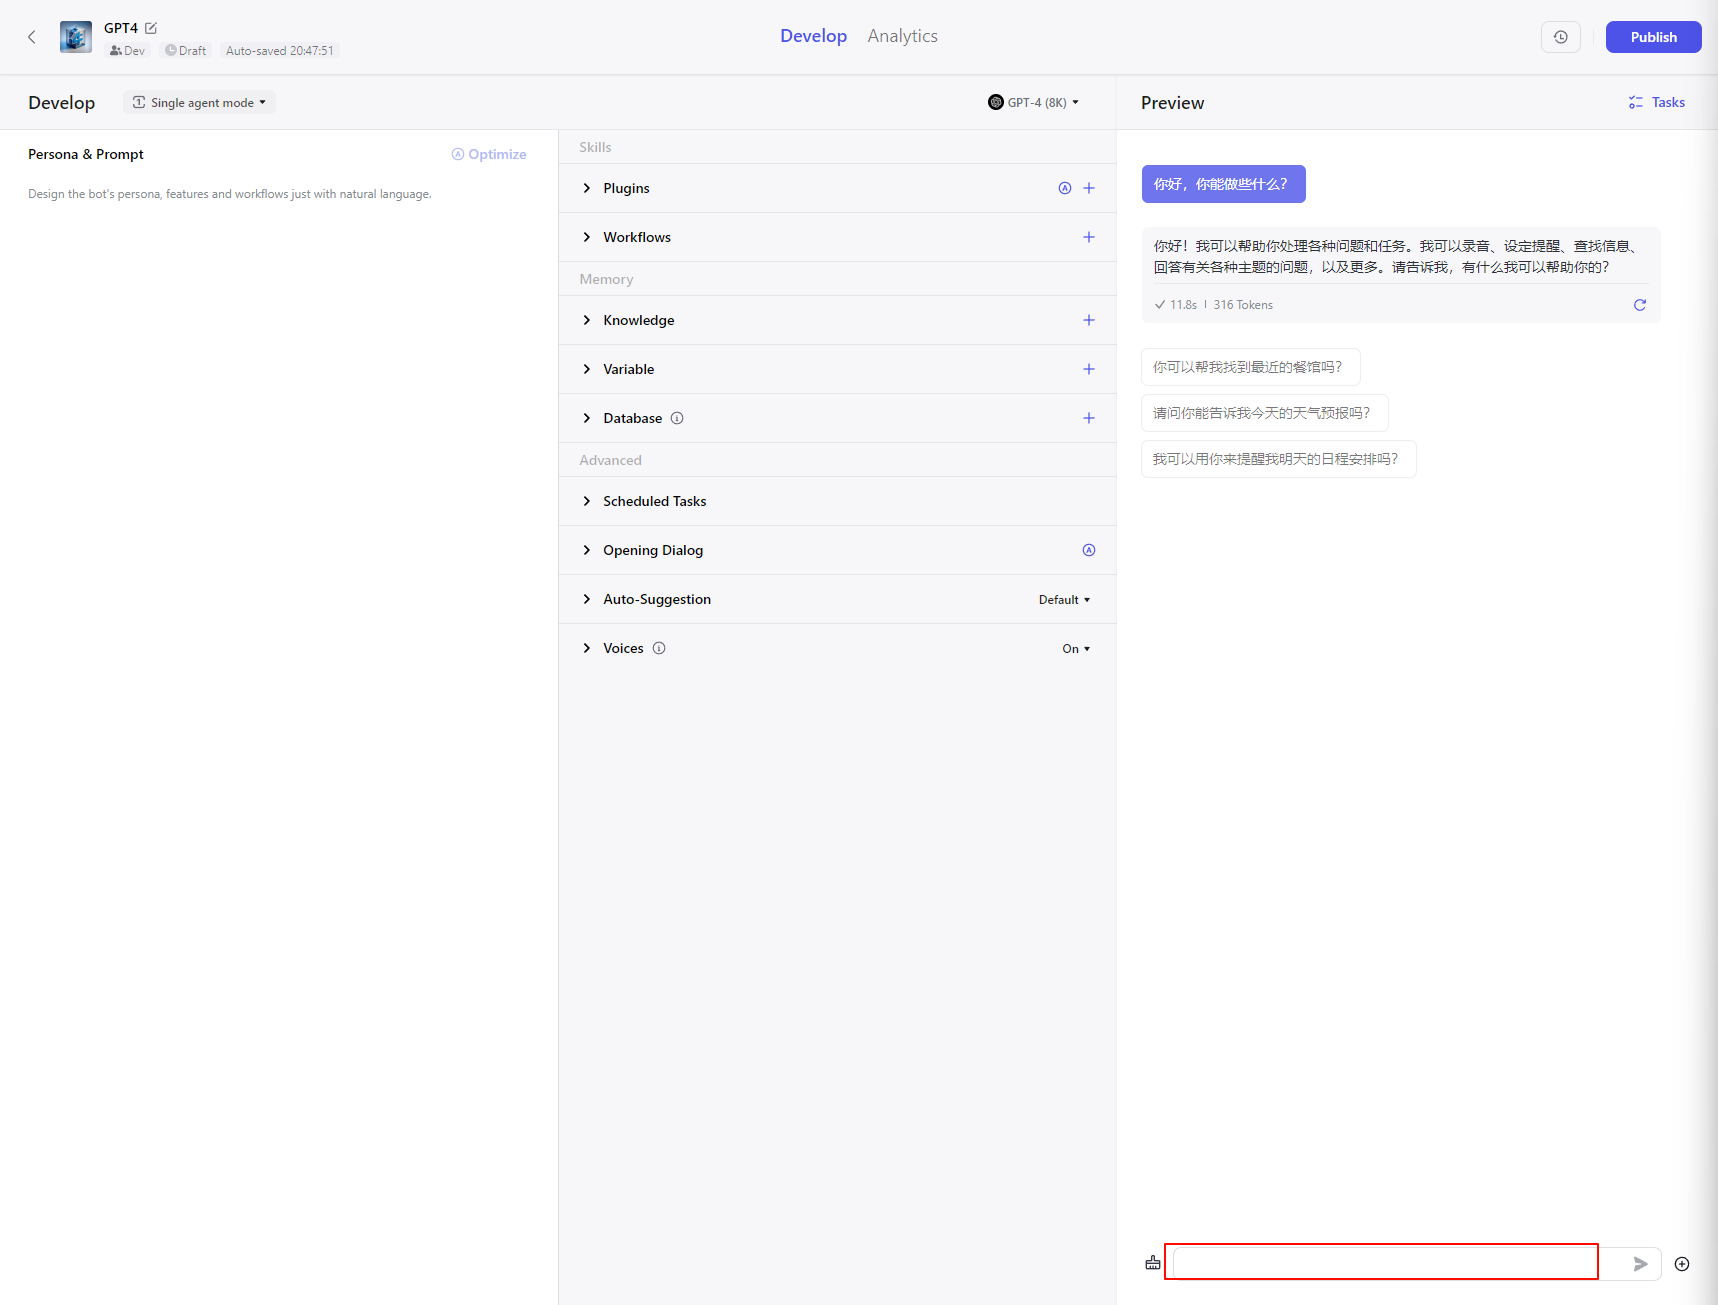 GPT4
Dev
Draft
Auto-saved 20:47:51
Develop
Analytics
Publish
Develop
Single agent mode
GPT-4 (8K)
Preview
Tasks
Persona & Prompt
Optimize
Design the bot's persona, features and workflows just with natural language.
Skills
Plugins
Workflows
Memory
Knowledge
Variable
Database
Advanced
Scheduled Tasks
Opening Dialog
Auto-Suggestion
Default
Voices
On
你好，你能做些什么？
你好！我可以帮助你处理各种问题和任务。我可以录音、设定提醒、查找信息、
回答有关各种主题的问题，以及更多。请告诉我，有什么我可以帮助你的？
11.8s
316 Tokens
你可以帮我找到最近的餐馆吗？
请问你能告诉我今天的天气预报吗？
我可以用你来提醒我明天的日程安排吗？